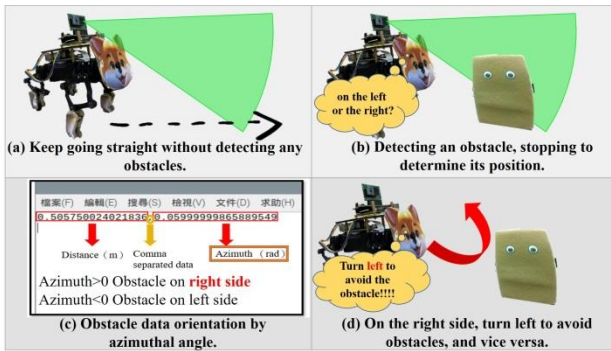 (a) Keep going straight without detecting any
obstacles.
on the left
or the right?
(b) Detecting an obstacle, stopping to
determine its position.
檔案(F) 編輯(E) 搜尋(S) 檢視(V) 文件(D) 求助(H)
0.5057500240218362,0.05999999865889549
Distance (m)
Comma
separated data
Azimuth (rad)
Azimuth>0 Obstacle on right side
Azimuth<0 Obstacle on left side
(c) Obstacle data orientation by
azimuthal angle.
Turn left to
avoid the
obstacle!!!!
(d) On the right side, turn left to avoid
obstacles, and vice versa.